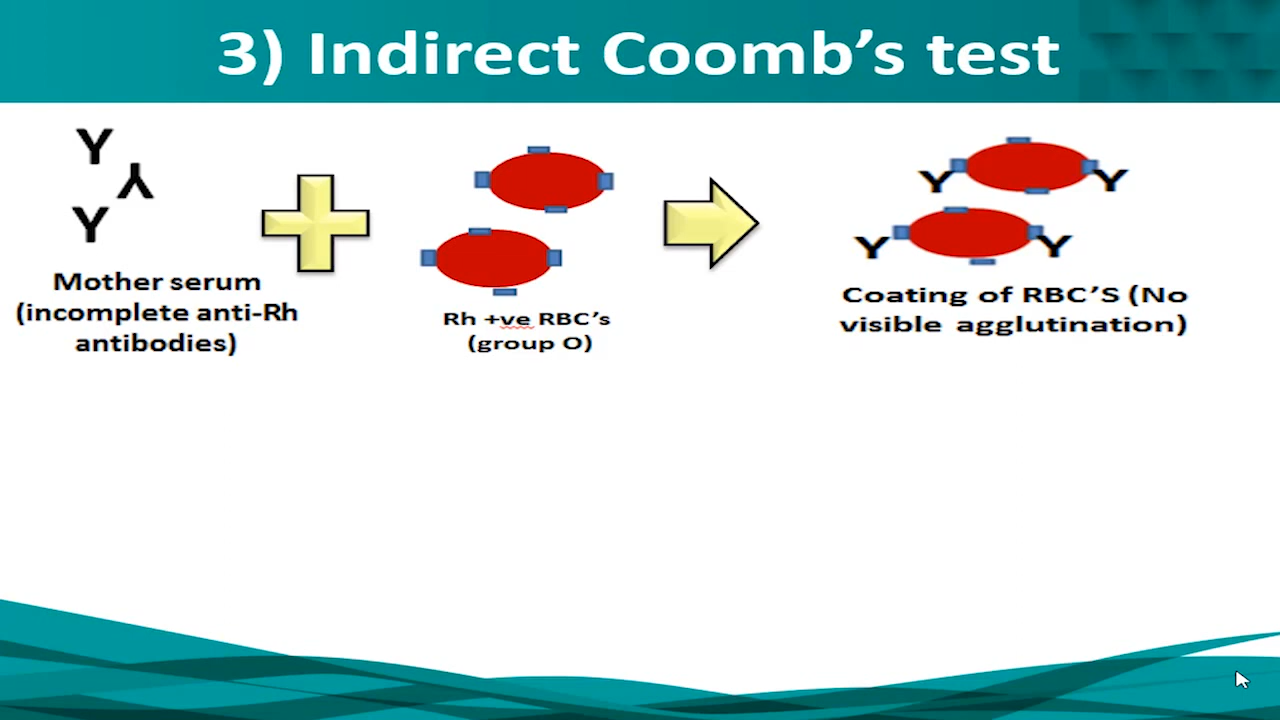 3) Indirect Coomb’s test
Y
Y
Y
Mother serum
(incomplete anti-Rh
antibodies)
Rh +ve RBC’s
(group O)
Y Y
Y Y
Coating of RBC’S (No
visible agglutination)